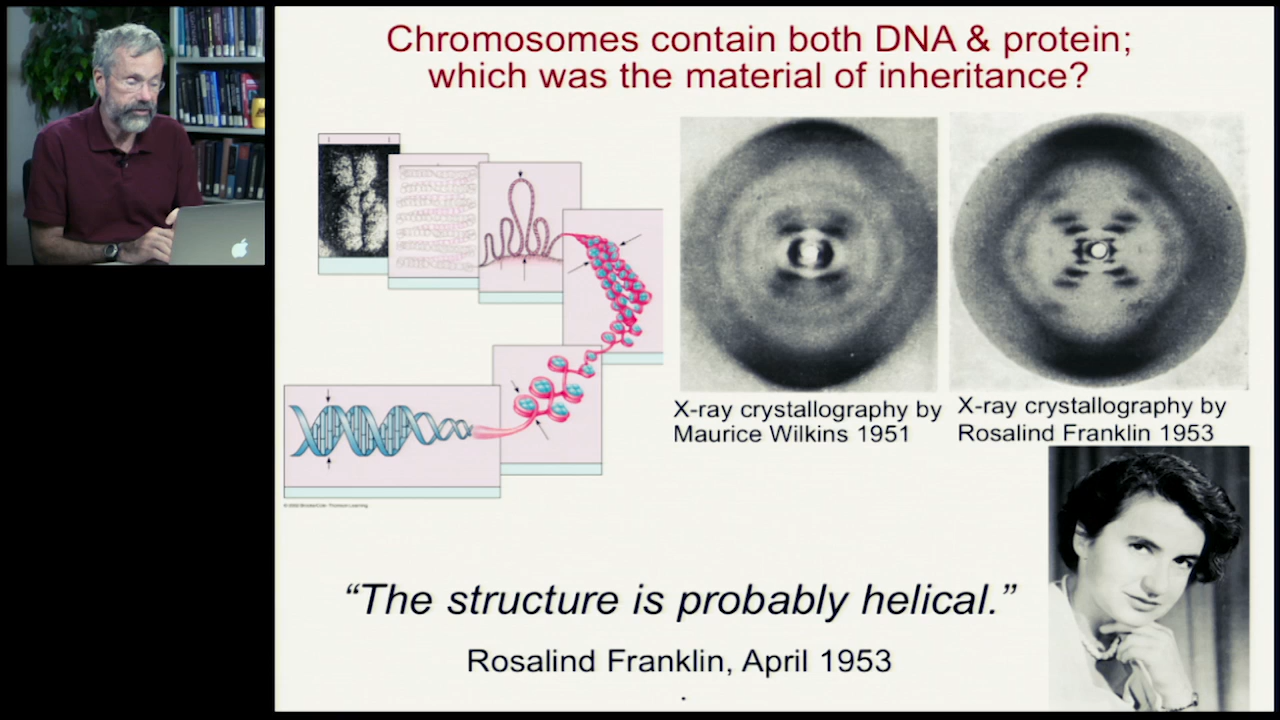 Chromosomes contain both DNA & protein;
which was the material of inheritance?
X-ray crystallography by
Maurice Wilkins 1951
X-ray crystallography by
Rosalind Franklin 1953
“The structure is probably helical.”
Rosalind Franklin, April 1953